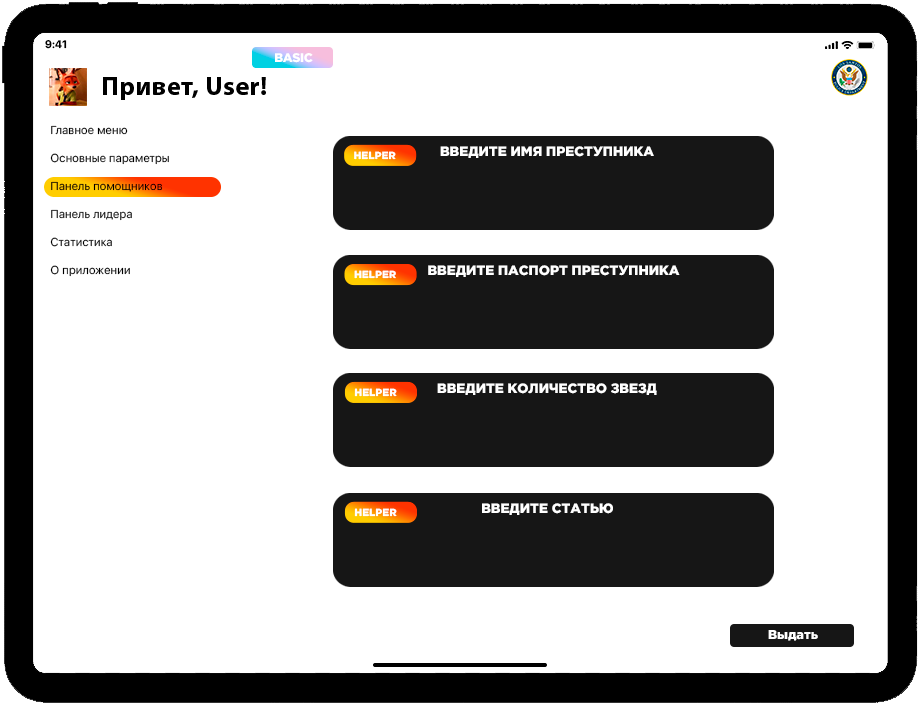 9:41
BASIC
Привет, User!
Главное меню
Основные параметры
Панель помощников
Панель лидера
Статистика
О приложении
HELPER
ВВЕДИТЕ ИМЯ ПРЕСТУПНИКА
HELPER
ВВЕДИТЕ ПАСПОРТ ПРЕСТУПНИКА
HELPER
ВВЕДИТЕ КОЛИЧЕСТВО ЗВЕЗД
HELPER
ВВЕДИТЕ СТАТЬЮ
Выдать